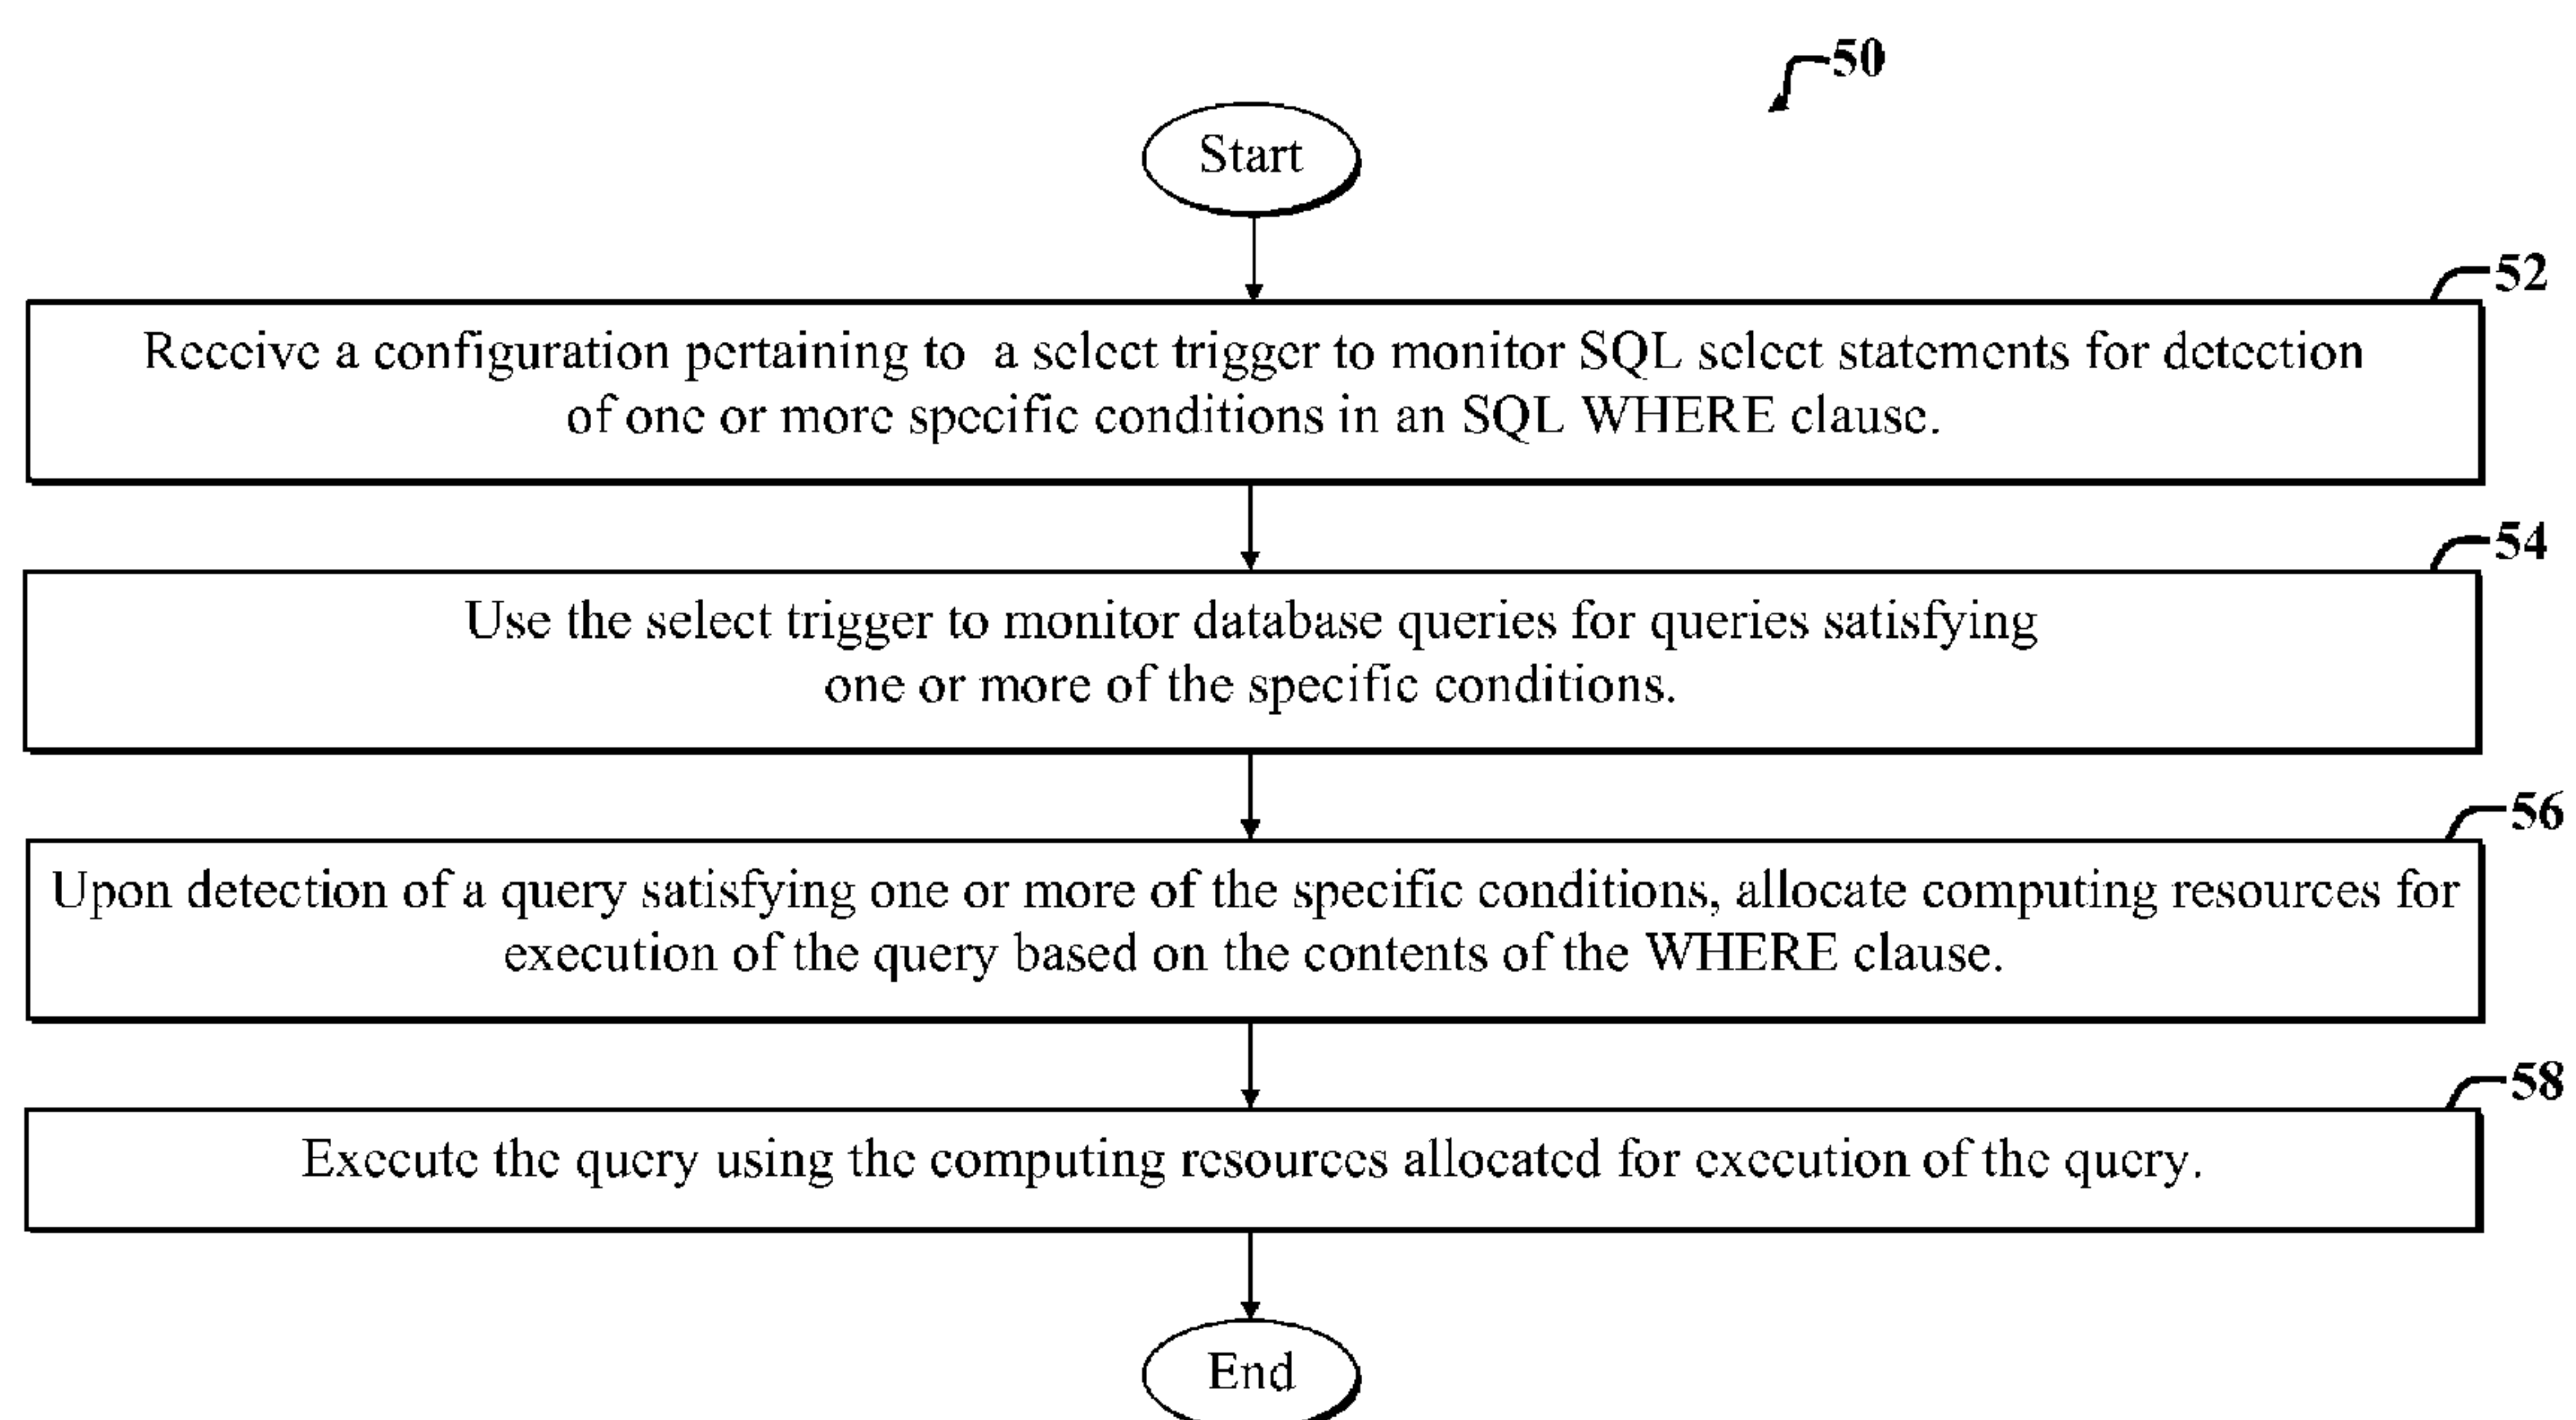 50
Start
52
Receive a configuration pertaining to a select trigger to monitor SQL select statements for detection
of one or more specific conditions in an SQL WHERE clause.
54
Use the select trigger to monitor database queries for queries satisfying
one or more of the specific conditions.
56
Upon detection of a query satisfying one or more of the specific conditions, allocate computing resources for
execution of the query based on the contents of the WHERE clause.
58
Execute the query using the computing resources allocated for execution of the query.
End